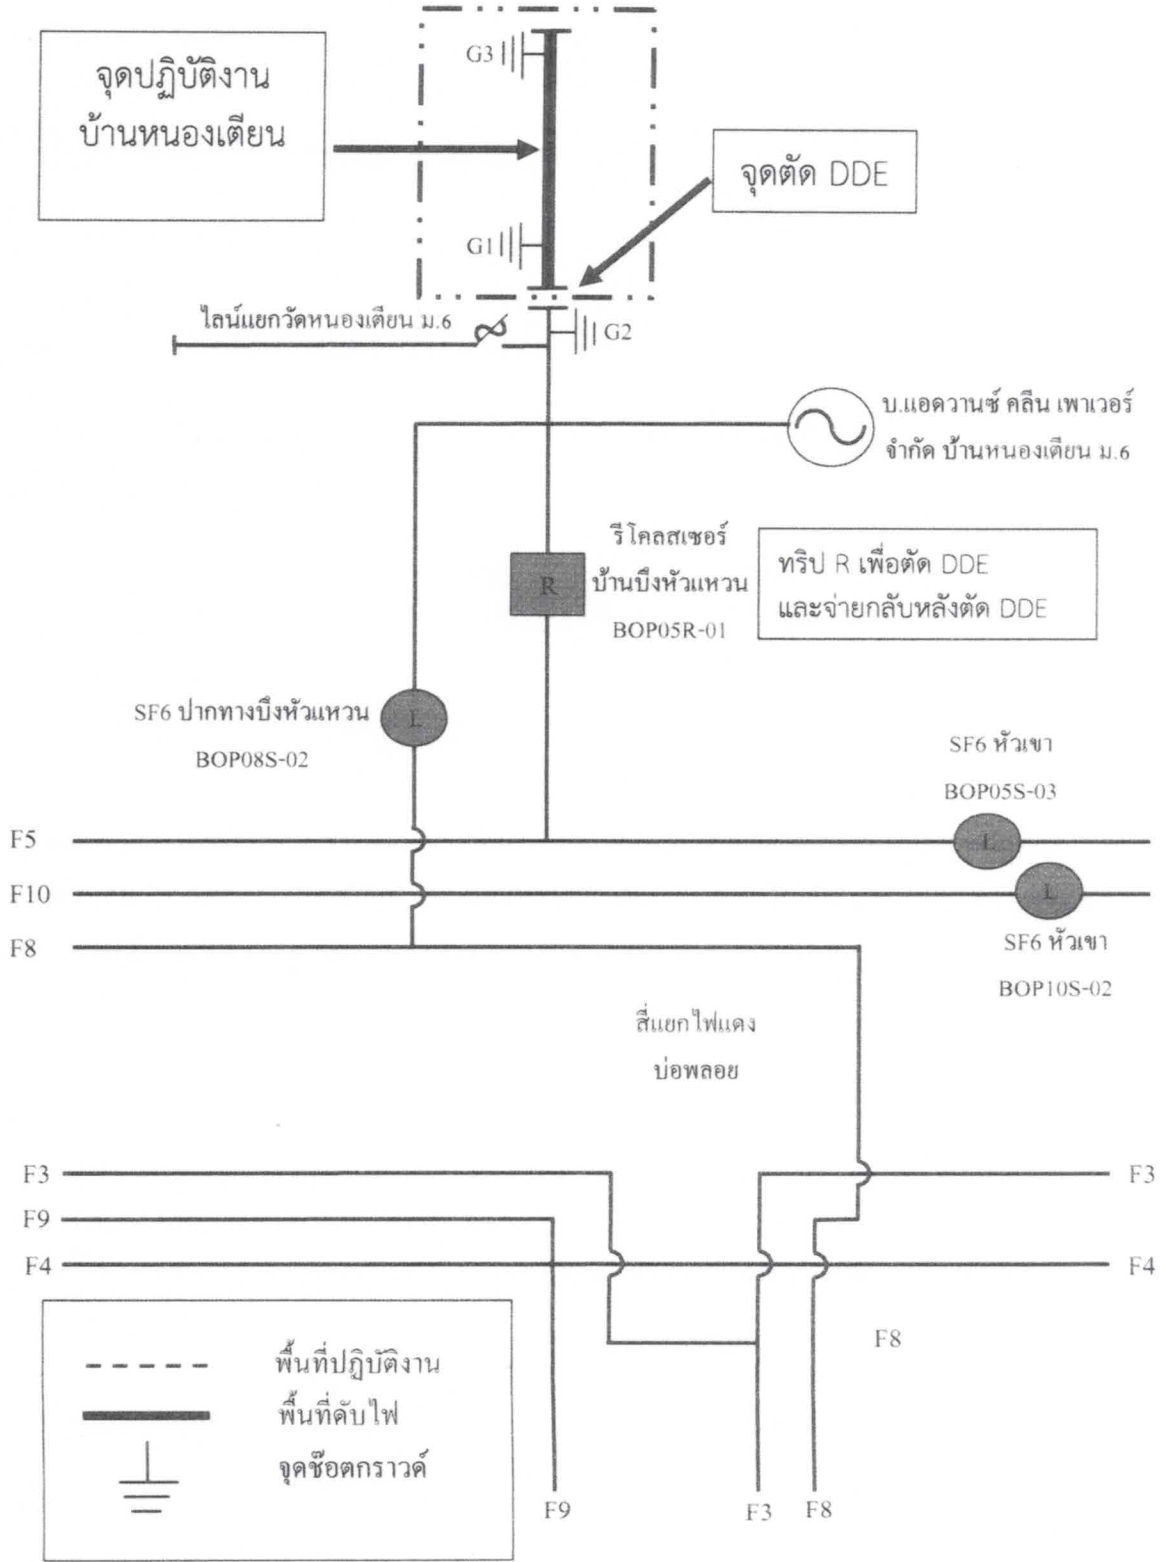 G3
จุดปฏิบัติงาน
บ้านหนองเตียน
จุดตัด DDE
G1
ไลน์แยกวัดหนองเตียน ม.6
G2
บ.แอดวานซ์ คลีน เพาเวอร์
จำกัด บ้านหนองเตียน ม.6
รีโคลสเซอร์
บ้านบึงหัวแหวน
BOP05R-01
R
ทริป R เพื่อตัด DDE
และจ่ายกลับหลังตัด DDE
SF6 ปากทางบึงหัวแหวน
BOP08S-02
L
SF6 หัวเขา
BOP05S-03
F5
L
F10
L
F8
SF6 หัวเขา
BOP10S-02
สี่แยกไฟแดง
บ่อพลอย
F3
F3
F9
F4
F4
F8
พื้นที่ปฏิบัติงาน
พื้นที่ดับไฟ
จุดช๊อตกราวด์
F9
F3
F8